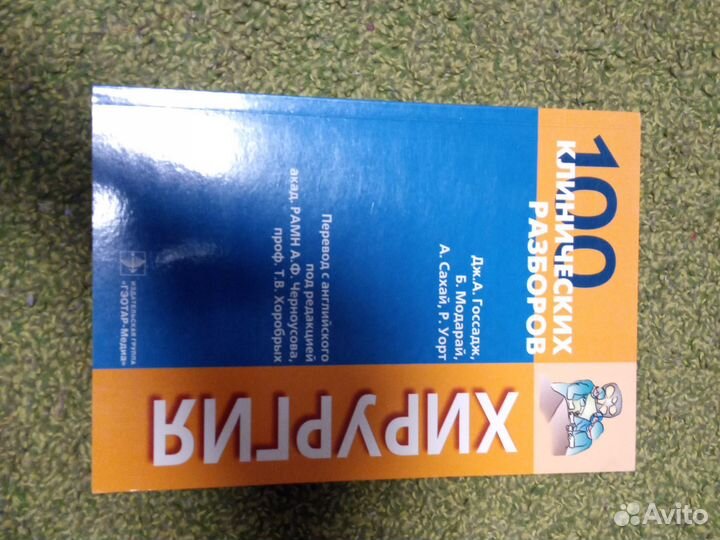 100
КЛИНИЧЕСКИХ
РАЗБОРОВ
Дж.А. Госсадж,
Б. Модарай,
А. Сахай, Р. Уорт
Перевод с английского
под редакцией
акад. РАМН А.Ф. Черноусова,
проф. Т.В. Хоробрых
ИЗДАТЕЛЬСКАЯ ГРУППА
«ГЭОТАР-Медиа»
ХИРУРГИЯ
Avito